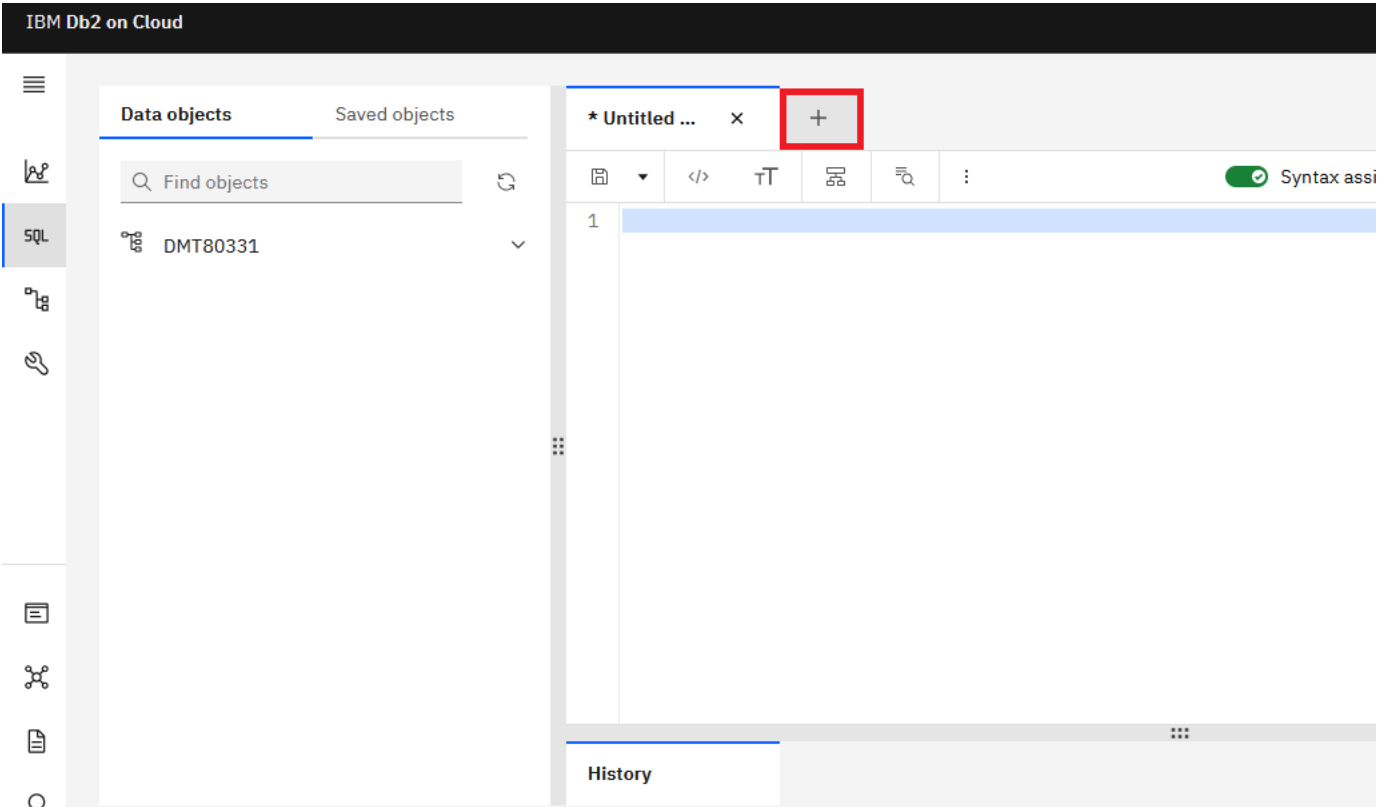 IBM Db2 on Cloud
Data objects
Saved objects
* Untitled ...
Find objects
Syntax assi
SQL
DMT80331
1
History